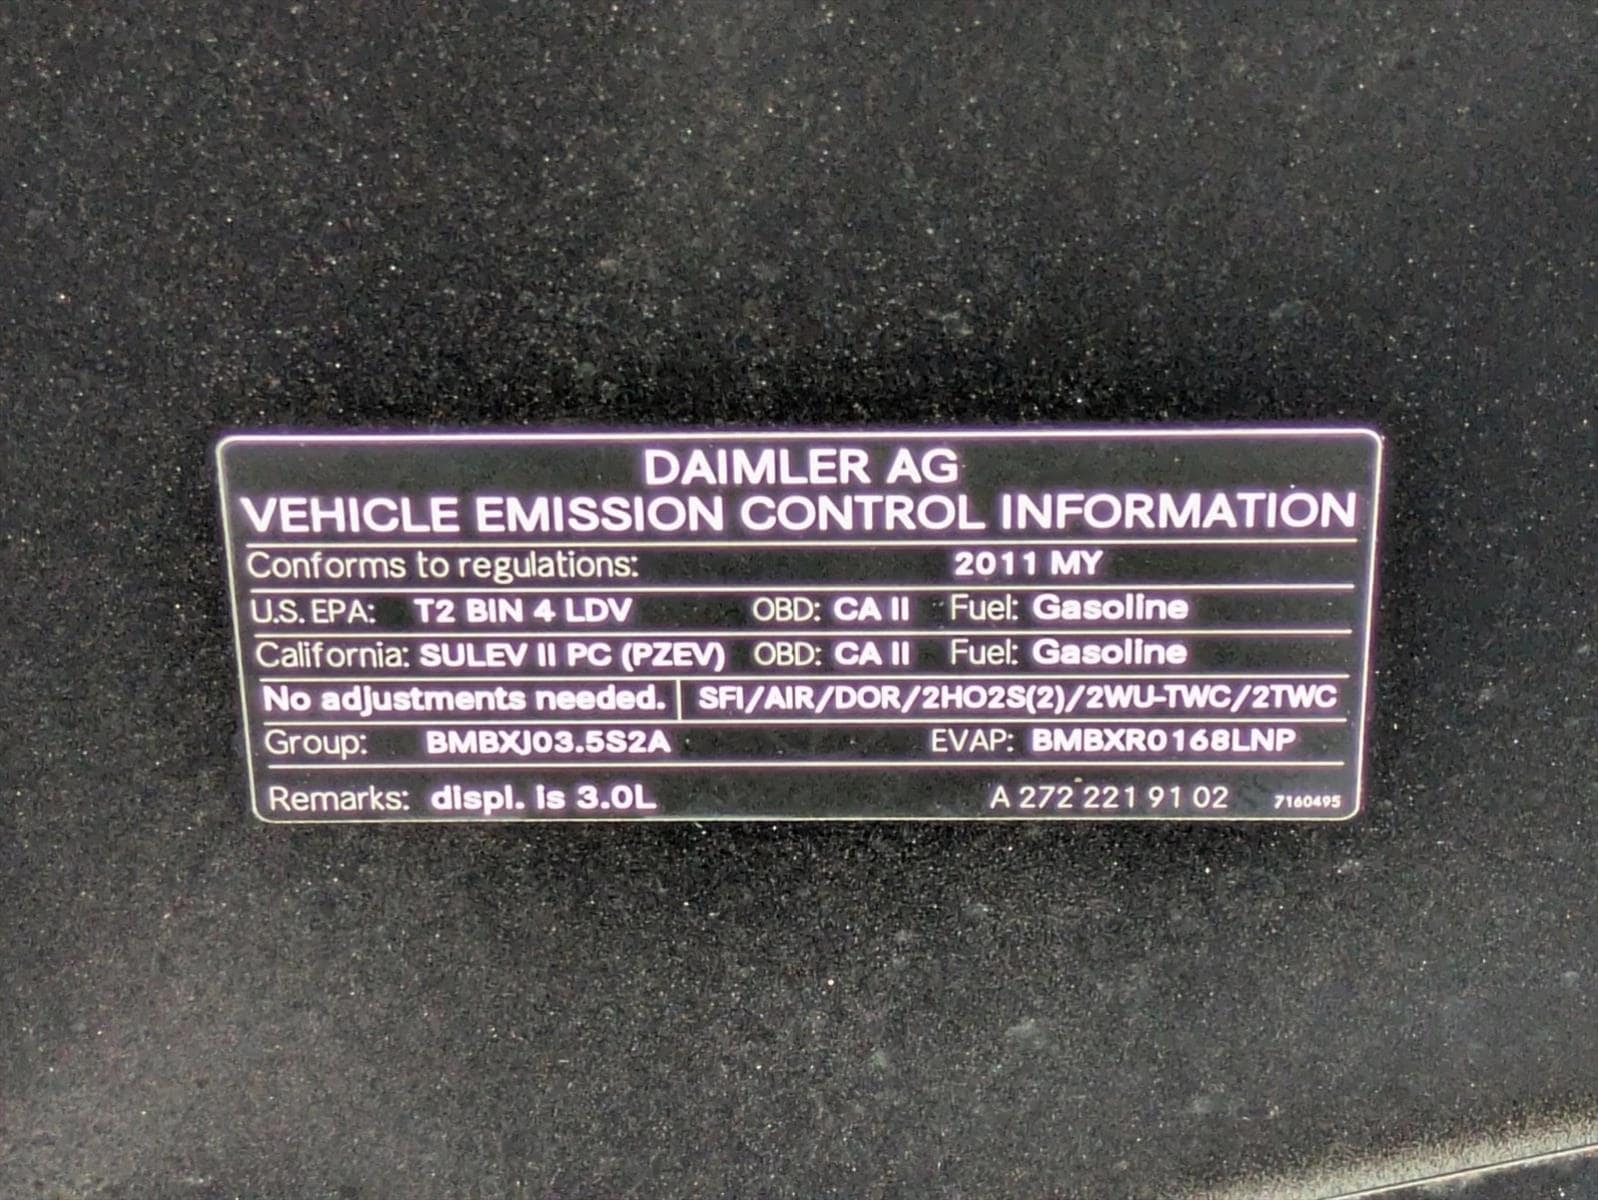 DAIMLER AG
VEHICLE EMISSION CONTROL INFORMATION
Conforms to regulations: 2011 MY
U.S. EPA: T2 BIN 4 LDV OBD: CA II Fuel: Gasoline
California: SULEV II PC (PZEV) OBD: CA II Fuel: Gasoline
No adjustments needed. SFI/AIR/DOR/2HO2S(2)/2WU-TWC/2TWC
Group: BMBXJ03.5S2A EVAP: BMBXR0168LNP
Remarks: displ. is 3.0L A 272 221 91 02 7160495